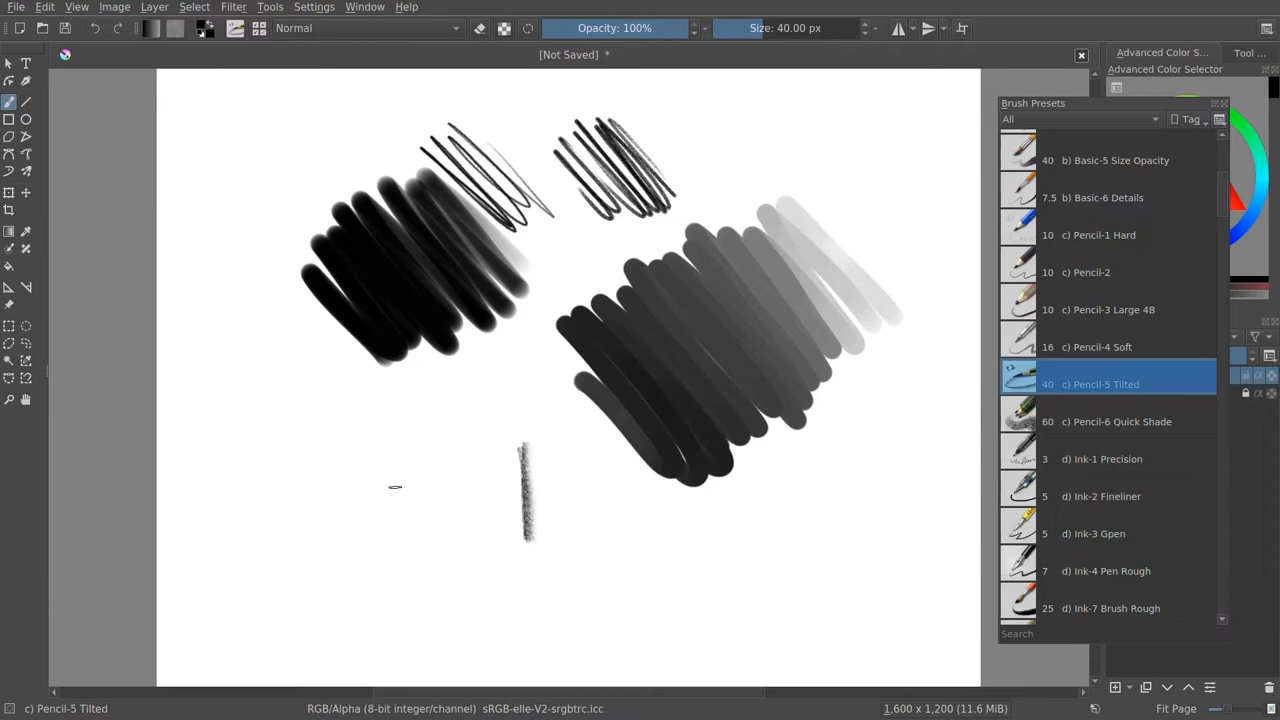 File Edit View Image Layer Select Filter Tools Settings Window Help
Normal Opacity: 100% Size: 40.00 px
[Not Saved] *
Advanced Color S... Tool ...
Advanced Color Selector
Brush Presets
All Tag
40 b) Basic-5 Size Opacity
7.5 b) Basic-6 Details
10 c) Pencil-1 Hard
10 c) Pencil-2
10 c) Pencil-3 Large 4B
16 c) Pencil-4 Soft
40 c) Pencil-5 Tilted
60 c) Pencil-6 Quick Shade
3 d) Ink-1 Precision
5 d) Ink-2 Fineliner
5 d) Ink-3 Gpen
7 d) Ink-4 Pen Rough
25 d) Ink-7 Brush Rough
Search
c) Pencil-5 Tilted RGB/Alpha (8-bit integer/channel) sRGB-elle-V2-srgbtrc.icc 1,600 x 1,200 (11.6 MiB) Fit Page